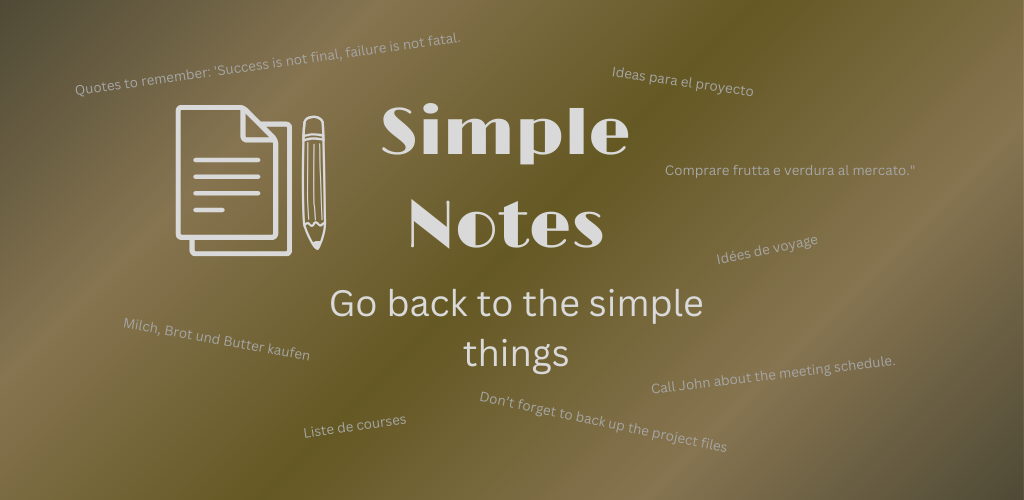 Quotes to remember: 'Success is not final, failure is not fatal.
Ideas para el proyecto
Simple
Comprare frutta e verdura al mercato."
Notes
Idées de voyage
Go back to the simple
things
Milch, Brot und Butter kaufen
Call John about the meeting schedule.
Don't forget to back up the project files
Liste de courses